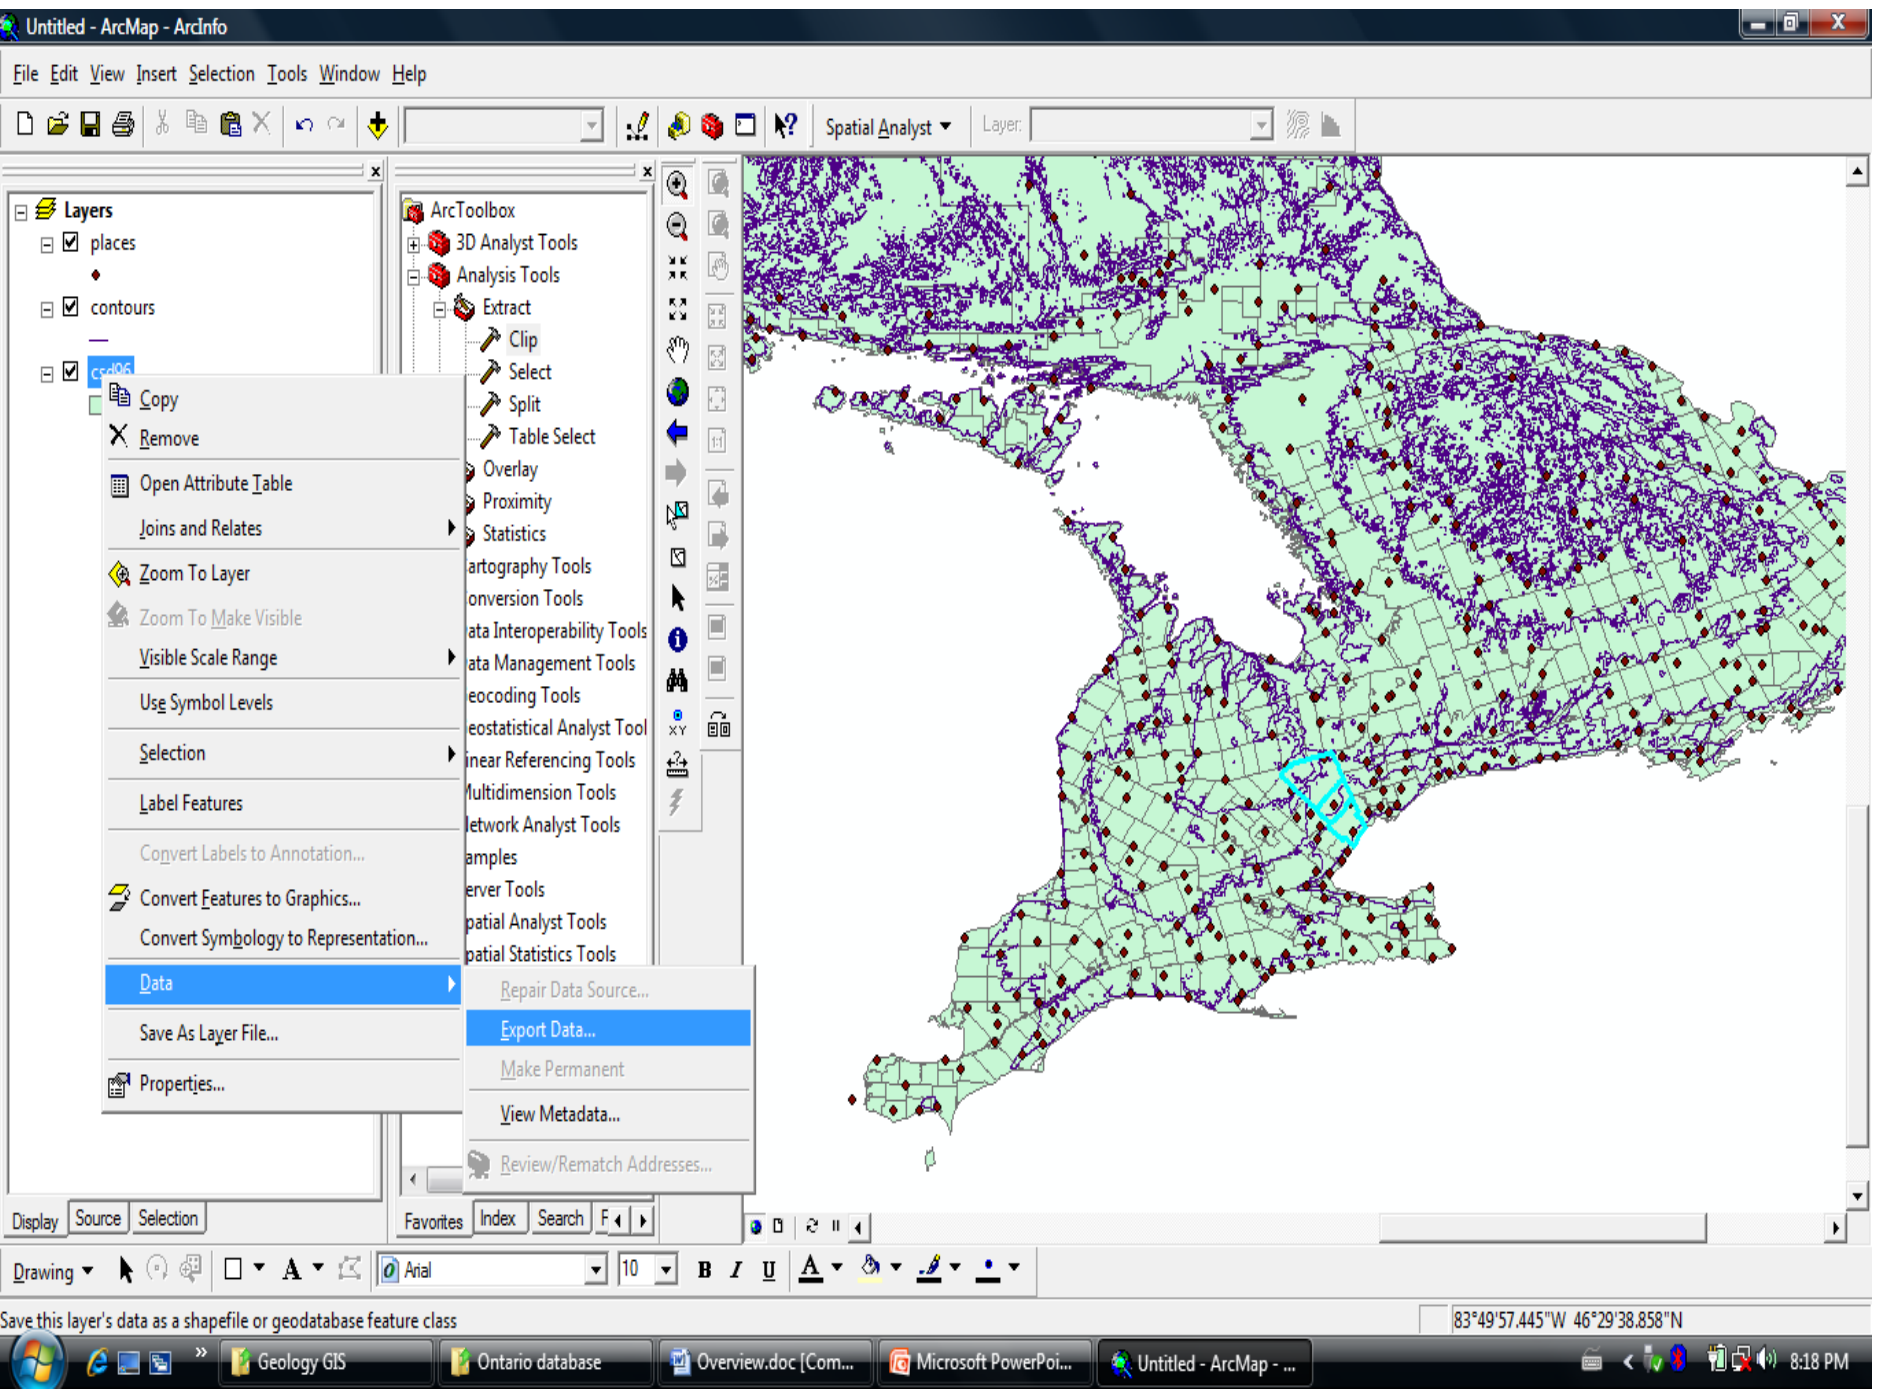 Untitled - ArcMap - ArcInfo
File Edit View Insert Selection Tools Window Help
Spatial Analyst
Layer:
Layers
places
contours
csd96
Copy
Remove
Open Attribute Table
Joins and Relates
Zoom To Layer
Zoom To Make Visible
Visible Scale Range
Use Symbol Levels
Selection
Label Features
Convert Labels to Annotation...
Convert Features to Graphics...
Convert Symbology to Representation...
Data
Save As Layer File...
Properties...
Repair Data Source...
Export Data...
Make Permanent
View Metadata...
Review/Rematch Addresses...
ArcToolbox
3D Analyst Tools
Analysis Tools
Extract
Clip
Select
Split
Table Select
Overlay
Proximity
Statistics
artography Tools
onversion Tools
ata Interoperability Tools
ata Management Tools
eocoding Tools
eostatistical Analyst Tool
inear Referencing Tools
Multidimension Tools
letwork Analyst Tools
amples
erver Tools
patial Analyst Tools
patial Statistics Tools
1:1
XY
Display Source Selection
Favorites Index Search F
Drawing
A
Arial
10
B I U A
Save this layer's data as a shapefile or geodatabase feature class
83°49'57.445"W 46°29'38.858"N
Geology GIS
Ontario database
Overview.doc [Com...
Microsoft PowerPoi...
Untitled - ArcMap - ...
8:18 PM